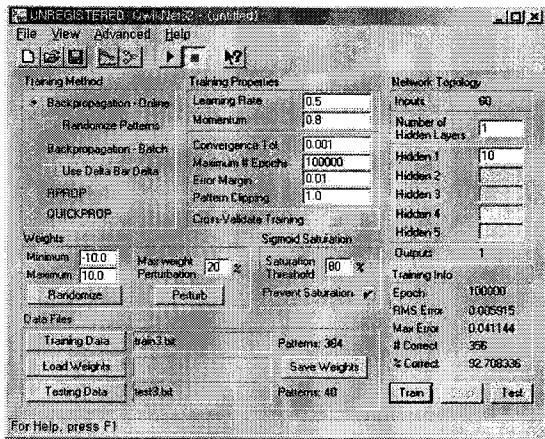 UNREGISTERED QwikNet32 - (untitled)
File View Advanced Help
Training Method
Backpropagation - Online
Randomize Patterns
Backpropagation - Batch
Use Delta Bar Delta
RPROP
QUICKPROP
Training Properties
Learning Rate 0.5
Momentum 0.8
Convergence Tol. 0.001
Maximum # Epochs 100000
Error Margin 0.01
Pattern Clipping 1.0
Cross-Validate Training
Network Topology
Inputs 60
Number of
Hidden Layers 1
Hidden 1 10
Hidden 2
Hidden 3
Hidden 4
Hidden 5
Outputs 1
Weights
Minimum -10.0
Maximum 10.0
Max weight
Perturbation 20 %
Randomize Perturb
Sigmoid Saturation
Saturation
Threshold 80 %
Prevent Saturation
Training Info
Epoch 100000
RMS Error 0.005915
Max Error 0.041144
# Correct 356
% Correct 92.708336
Data Files
Training Data train3.txt Patterns: 384
Load Weights Save Weights
Testing Data test3.txt Patterns: 40
Train Stop Test
For Help, press F1